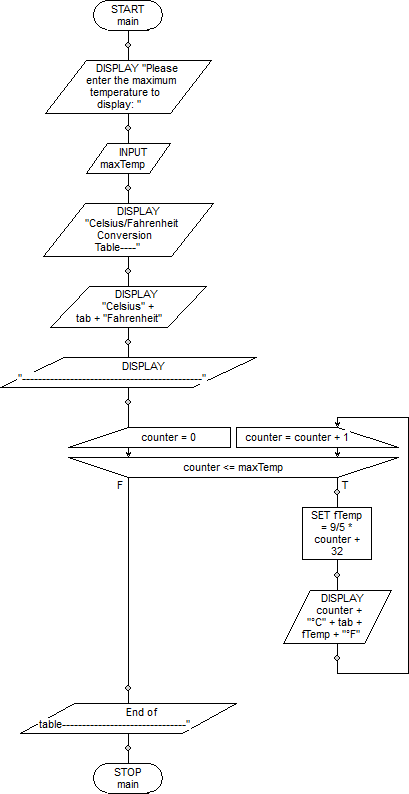 START
main
DISPLAY "Please
enter the maximum
temperature to
display: "
INPUT
maxTemp
DISPLAY
"Celsius/Fahrenheit
Conversion
Table----"
DISPLAY
"Celsius" +
tab + "Fahrenheit"
DISPLAY
"---------------------------------------------"
counter = 0
counter = counter + 1
counter <= maxTemp
F
T
SET fTemp
= 9/5 *
counter +
32
DISPLAY
counter +
"°C" + tab +
fTemp + "°F"
End of
table-------------------------------"
STOP
main